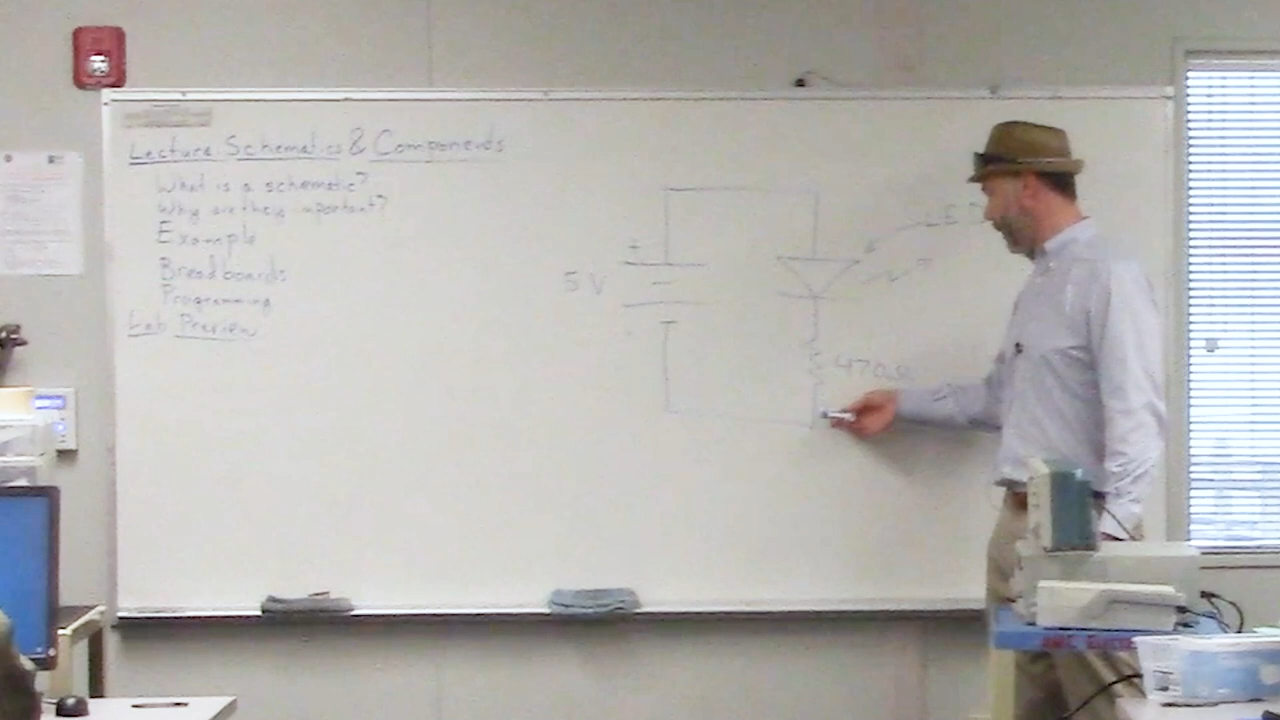 Lecture Schematics & Components
What is a schematic?
Why are they important?
Example
Breadboards
Programming
Lab Preview
LED
+
5V
-
470Ω